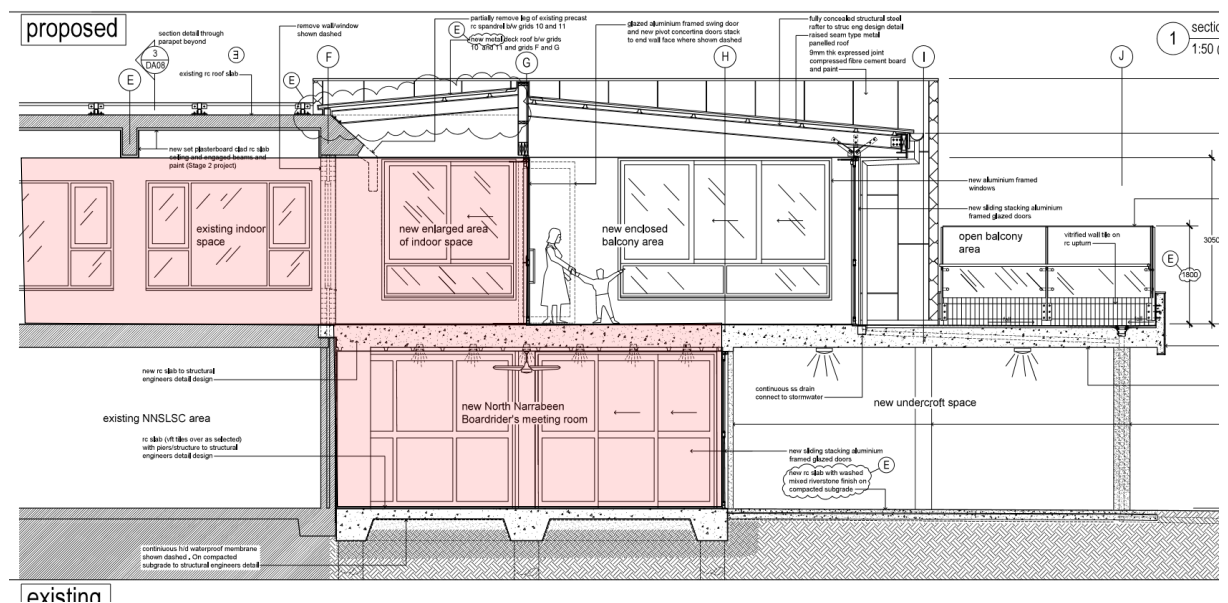 proposed
section detail through
parapet beyond
3
DA08
E
existing rc roof slab
E
E
remove wall/window
shown dashed
F
partially remove leg of existing precast
rc spandrel b/w grids 10 and 11
E
new metal deck roof b/w grids
10 and 11 and grids F and G
G
glazed aluminium framed swing door
and new pivot concertina doors stack
to end wall face where shown dashed
H
fully concealed structural steel
rafter to struc eng design detail
raised seam type metal
panelled roof
9mm thk expressed joint
compressed fibre cement board
and paint
I
J
1
sectio
1:50 (
new set plasterboard clad rc slab
ceiling and engaged beams and
paint (Stage 2 project)
existing indoor
space
new enlarged area
of indoor space
new enclosed
balcony area
new aluminium framed
windows
new sliding stacking aluminium
framed glazed doors
open balcony
area
vitrified wall tile on
rc upturn
E
1800
3050
new rc slab to structural
engineers detail design
existing NNSLSC area
rc slab (vft tiles over as selected)
with piers/structure to structural
engineers detail design
new North Narrabeen
Boardrider's meeting room
continuous ss drain
connect to stormwater
new undercroft space
new sliding stacking aluminium
framed glazed doors
E
new rc slab with washed
mixed riverstone finish on
compacted subgrade
continiuous h/d waterproof membrane
shown dashed . On compacted
subgrade to structural engineers detail
existing